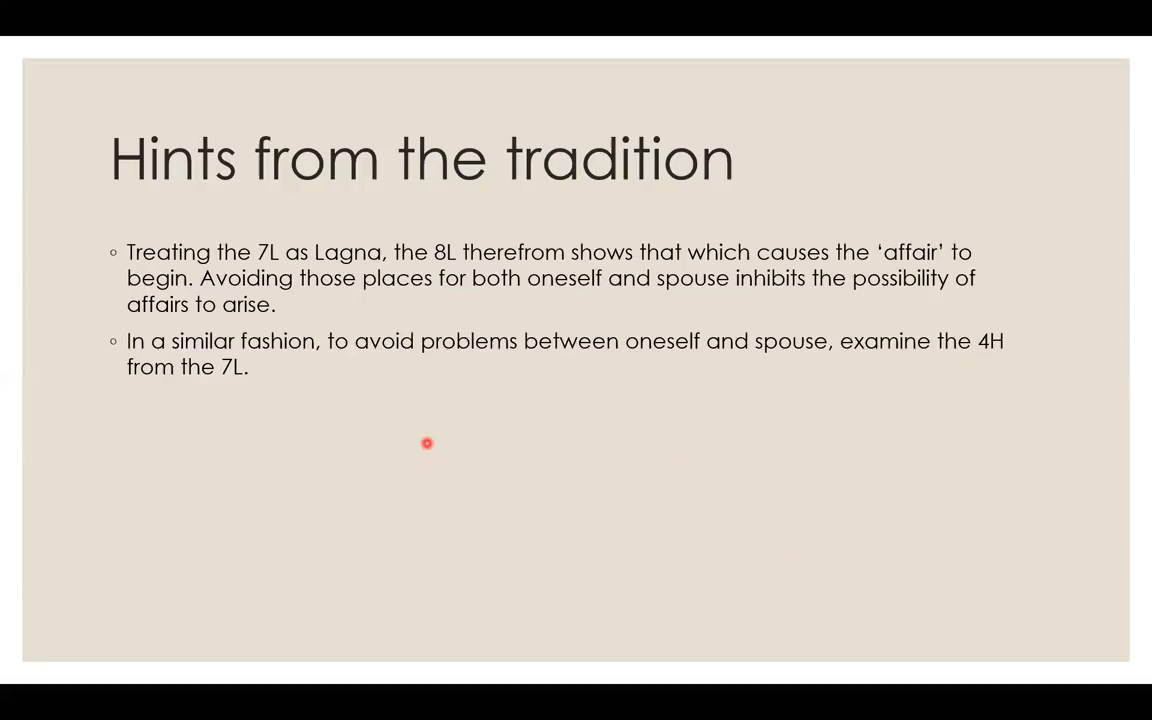 Hints from the tradition
◦ Treating the 7L as Lagna, the 8L therefrom shows that which causes the ‘affair’ to
begin. Avoiding those places for both oneself and spouse inhibits the possibility of
affairs to arise.
◦ In a similar fashion, to avoid problems between oneself and spouse, examine the 4H
from the 7L.